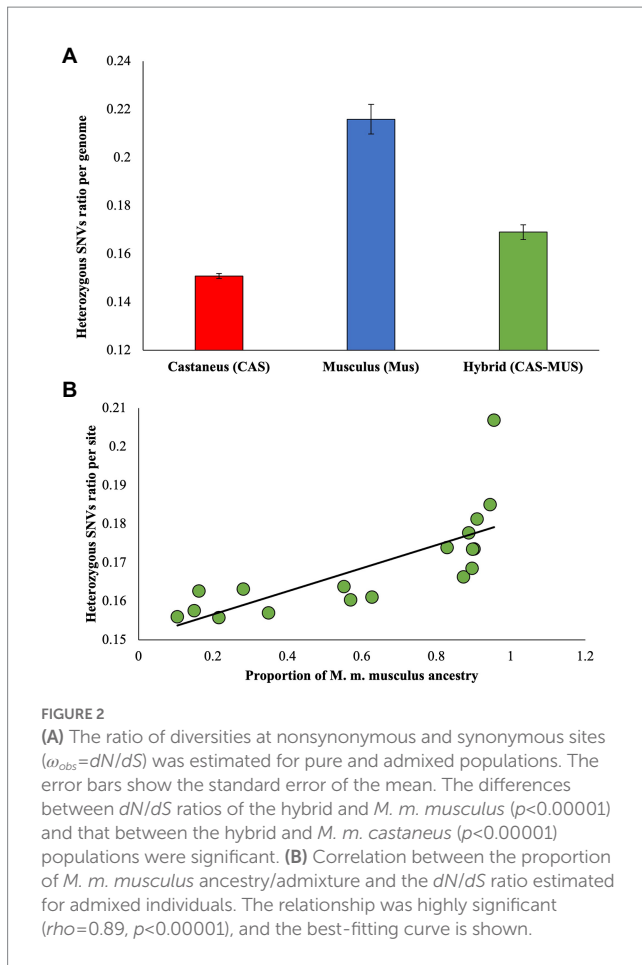 A
0.24
0.22
0.2
0.18
0.16
0.14
0.12
Heterozygous SNVs ratio per genome
Castaneus (CAS) Musculus (Mus) Hybrid (CAS-MUS)
B
0.21
0.2
0.19
0.18
0.17
0.16
0.15
Heterozygous SNVs ratio per site
0 0.2 0.4 0.6 0.8 1 1.2
Proportion of M. m. musculus ancestry
FIGURE 2
(A) The ratio of diversities at nonsynonymous and synonymous sites
(ωobs=dN/dS) was estimated for pure and admixed populations. The
error bars show the standard error of the mean. The differences
between dN/dS ratios of the hybrid and M. m. musculus (p<0.00001)
and that between the hybrid and M. m. castaneus (p<0.00001)
populations were significant. (B) Correlation between the proportion
of M. m. musculus ancestry/admixture and the dN/dS ratio estimated
for admixed individuals. The relationship was highly significant
(rho=0.89, p<0.00001), and the best-fitting curve is shown.